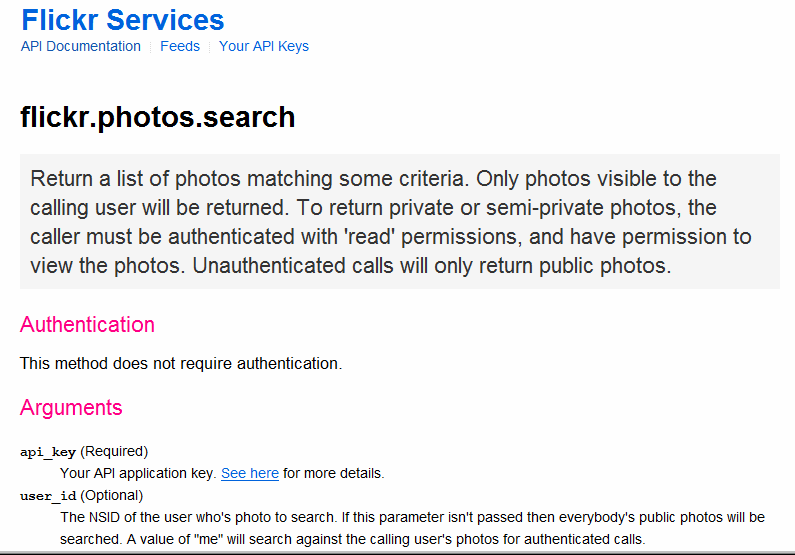 Flickr Services
API Documentation | Feeds | Your API Keys
flickr.photos.search
Return a list of photos matching some criteria. Only photos visible to the
calling user will be returned. To return private or semi-private photos, the
caller must be authenticated with 'read' permissions, and have permission to
view the photos. Unauthenticated calls will only return public photos.
Authentication
This method does not require authentication.
Arguments
api_key (Required)
Your API application key. See here for more details.
user_id (Optional)
The NSID of the user who's photo to search. If this parameter isn't passed then everybody's public photos will be
searched. A value of "me" will search against the calling user's photos for authenticated calls.